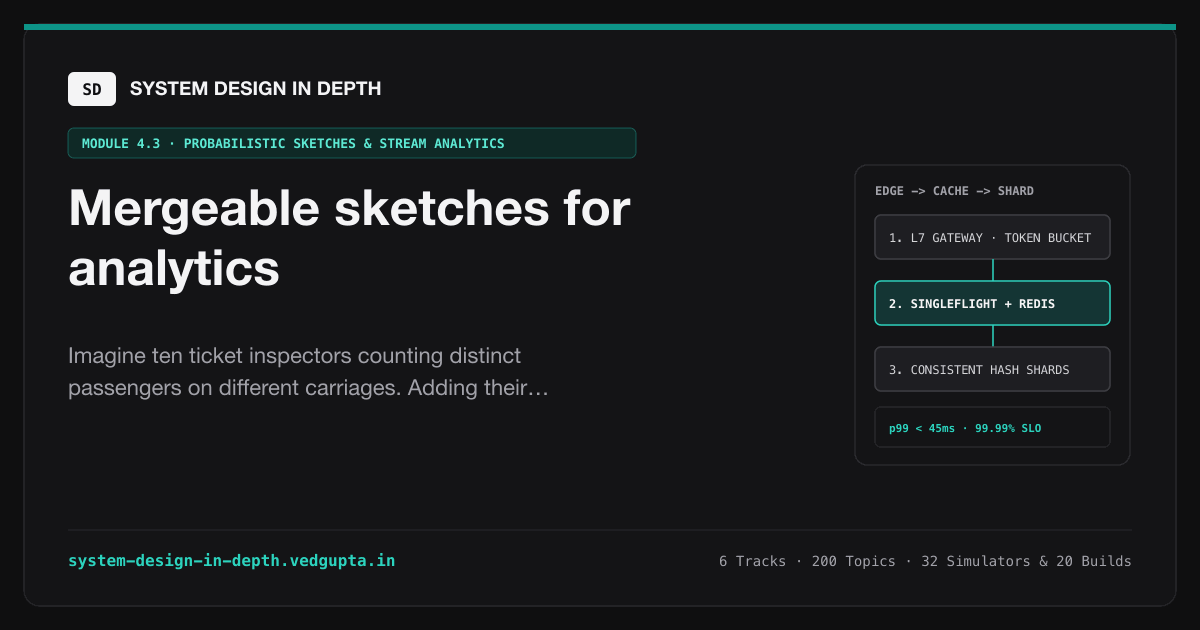 SD
SYSTEM DESIGN IN DEPTH
MODULE 4.3 · PROBABILISTIC SKETCHES & STREAM ANALYTICS
Mergeable sketches for
analytics
Imagine ten ticket inspectors counting distinct
passengers on different carriages. Adding their…
EDGE —> CACHE —> SHARD
1. L7 GATEWAY · TOKEN BUCKET
2. SINGLEFLIGHT + REDIS
3. CONSISTENT HASH SHARDS
p99 < 45ms · 99.99% SLO
system-design-in-depth.vedgupta.in
6 Tracks · 200 Topics · 32 Simulators & 20 Builds